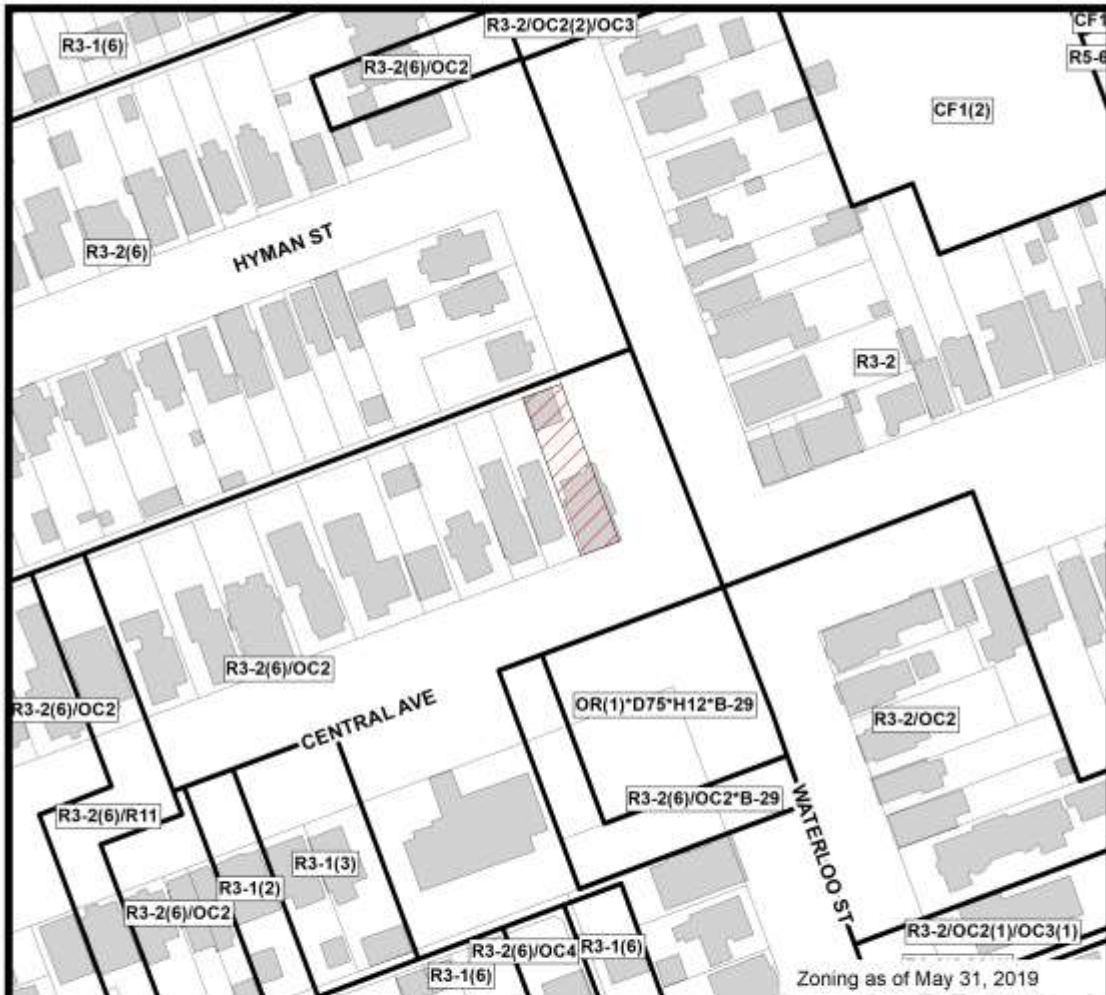 R3-2/OC2(2)/OC3
CF1
R3-1(6)
R5-6
R3-2(6)/OC2
CF1(2)
HYMAN ST
R3-2(6)
R3-2
R3-2(6)/OC2
CENTRAL AVE
OR(1)*D75*H12*B-29
R3-2(6)/OC2
R3-2/OC2
R3-2(6)/OC2*B-29
R3-2(6)/R11
WATERLOO ST
R3-1(3)
R3-1(2)
R3-2(6)/OC2
R3-2/OC2(1)/OC3(1)
R3-2(6)/OC4
R3-1(6)
R3-1(6)
Zoning as of May 31, 2019